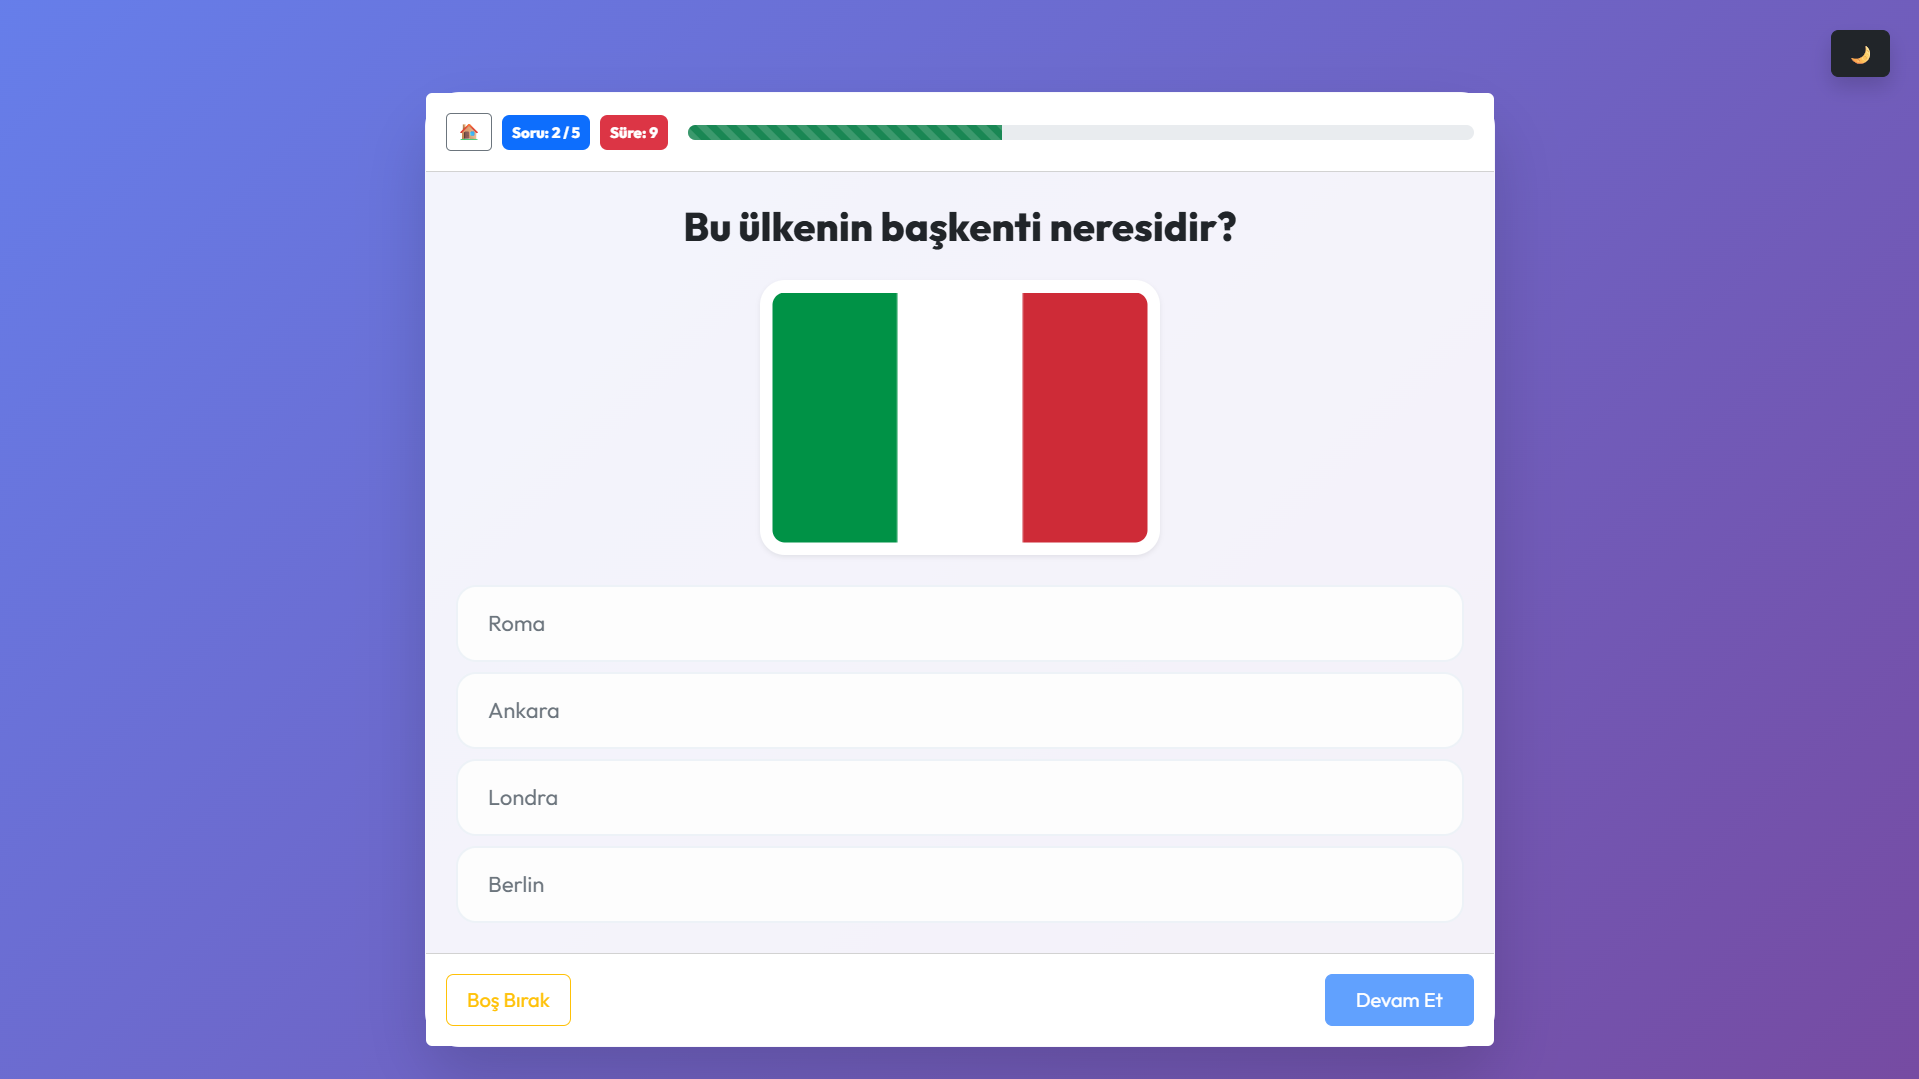 Soru: 2 / 5
Süre: 9
Bu ülkenin başkenti neresidir?
Roma
Ankara
Londra
Berlin
Boş Bırak
Devam Et